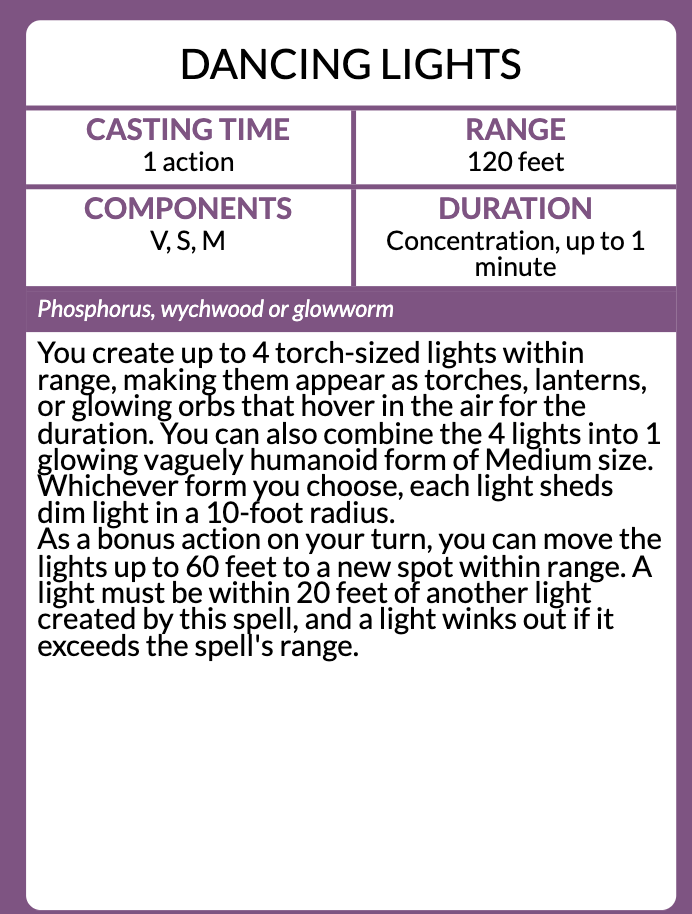 DANCING LIGHTS
CASTING TIME
1 action
RANGE
120 feet
COMPONENTS
V, S, M
DURATION
Concentration, up to 1
minute
Phosphorus, wychwood or glowworm
You create up to 4 torch-sized lights within
range, making them appear as torches, lanterns,
or glowing orbs that hover in the air for the
duration. You can also combine the 4 lights into 1
glowing vaguely humanoid form of Medium size.
Whichever form you choose, each light sheds
dim light in a 10-foot radius.
As a bonus action on your turn, you can move the
lights up to 60 feet to a new spot within range. A
light must be within 20 feet of another light
created by this spell, and a light winks out if it
exceeds the spell's range.